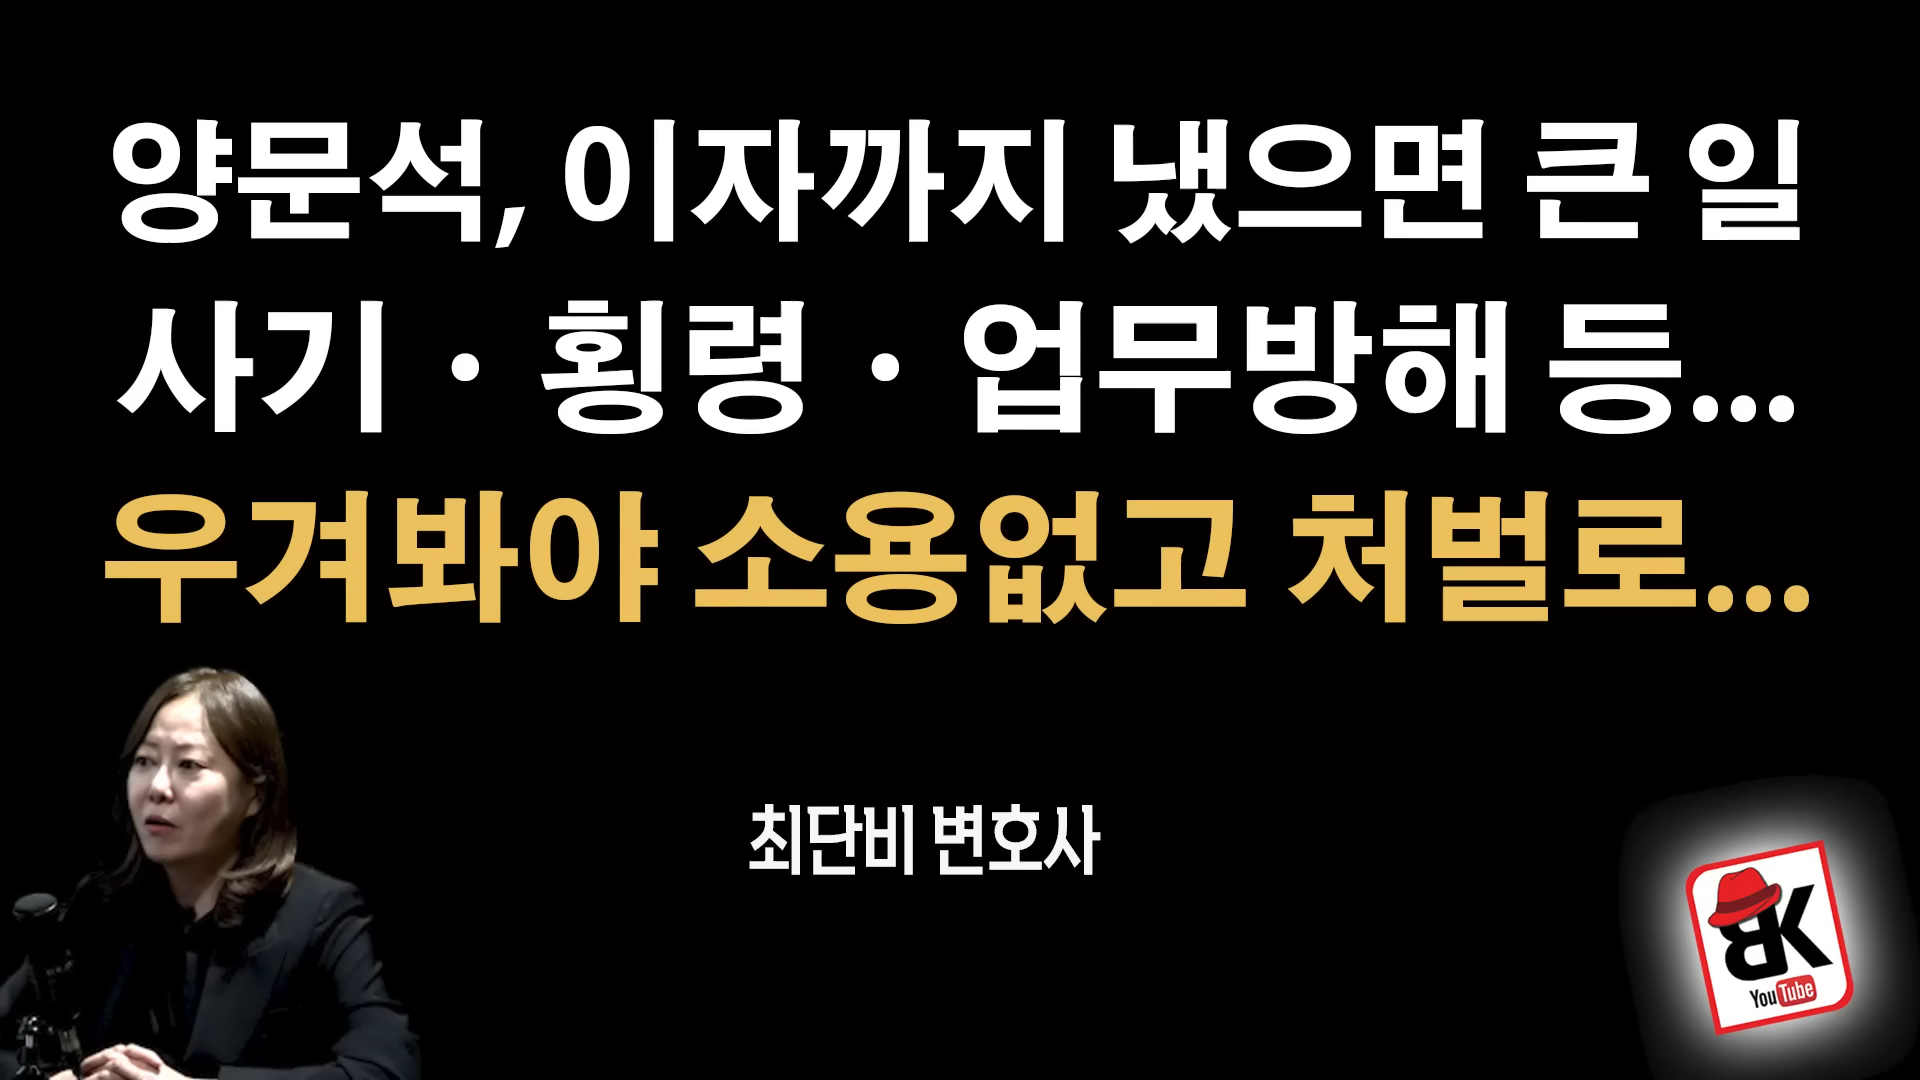 양문석, 이자까지 냈으면 큰 일
사기 · 횡령 · 업무방해 등...
우겨봐야 소용없고 처벌로...
최단비 변호사
BK
YouTube